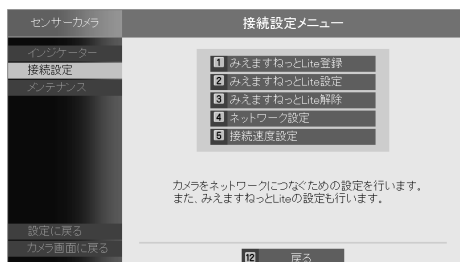 センサーカメラ
インジケーター
接続設定
メンテナンス
設定に戻る
カメラ画面に戻る
接続設定メニュー
1 みえますねっとLite登録
2 みえますねっとLite設定
3 みえますねっとLite解除
4 ネットワーク設定
5 接続速度設定
カメラをネットワークにつなぐための設定を行います。
また、みえますねっとLiteの設定も行います。
12 戻る